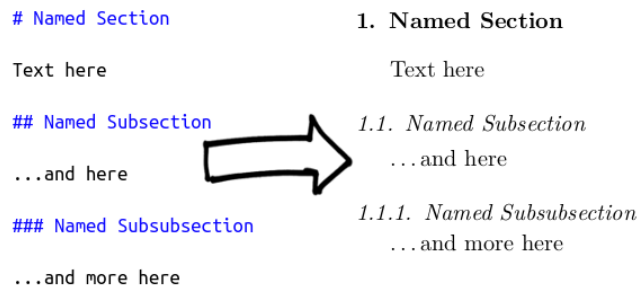 # Named Section
Text here
## Named Subsection
...and here
### Named Subsubsection
...and more here
1. Named Section
Text here
1.1. Named Subsection
...and here
1.1.1. Named Subsubsection
...and more here